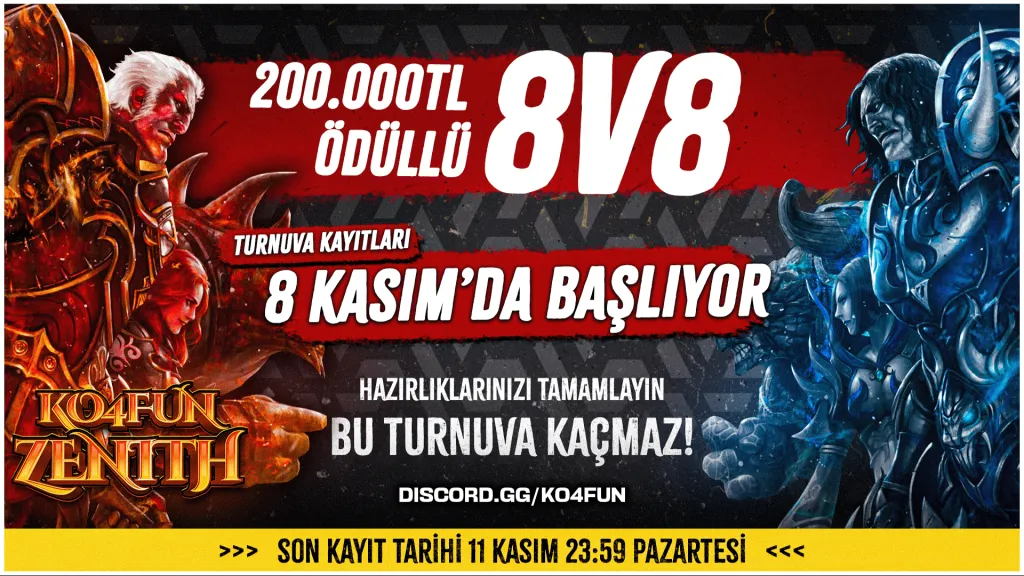 200.000TL
ÖDÜLLÜ
8V8
TURNUVA KAYITLARI
8 KASIM'DA BAŞLIYOR
HAZIRLIKLARINIZI TAMAMLAYIN
BU TURNUVA KAÇMAZ!
KO4FUN
ZENITH
DISCORD.GG/KO4FUN
>>> SON KAYIT TARİHİ 11 KASIM 23:59 PAZARTESİ <<<